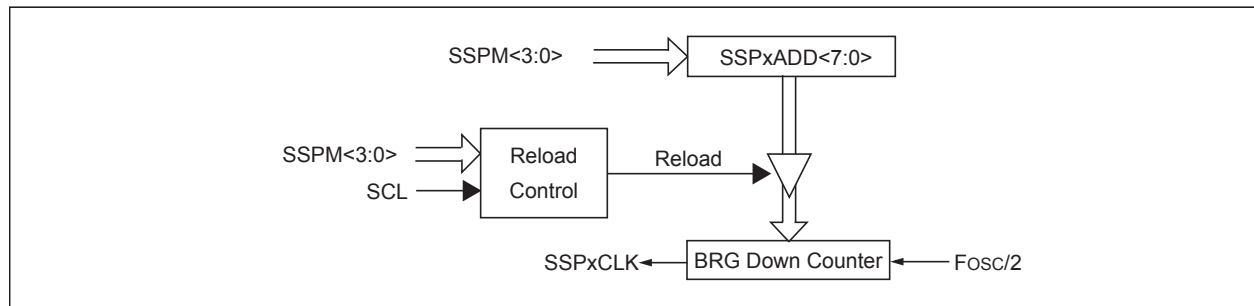 SSPM<3:0>
SSPxADD<7:0>
SSPM<3:0>
SCL
Reload
Control
Reload
SSPxCLK
BRG Down Counter
FOSC/2